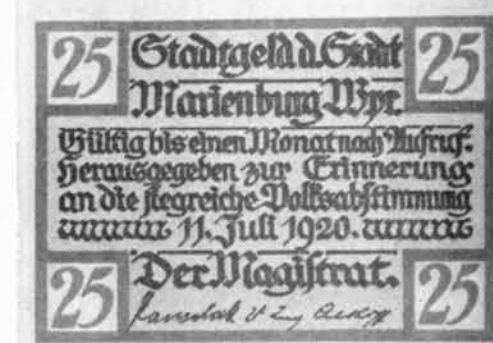 25 Stadtgeld d. Stadt 25
Marienburg Wpr.
Gültig bis einen Monat nach Aufruf.
Herausgegeben zur Erinnerung
an die siegreiche Volksabstimmung
11. Juli 1920.
Der Magistrat.
25 25